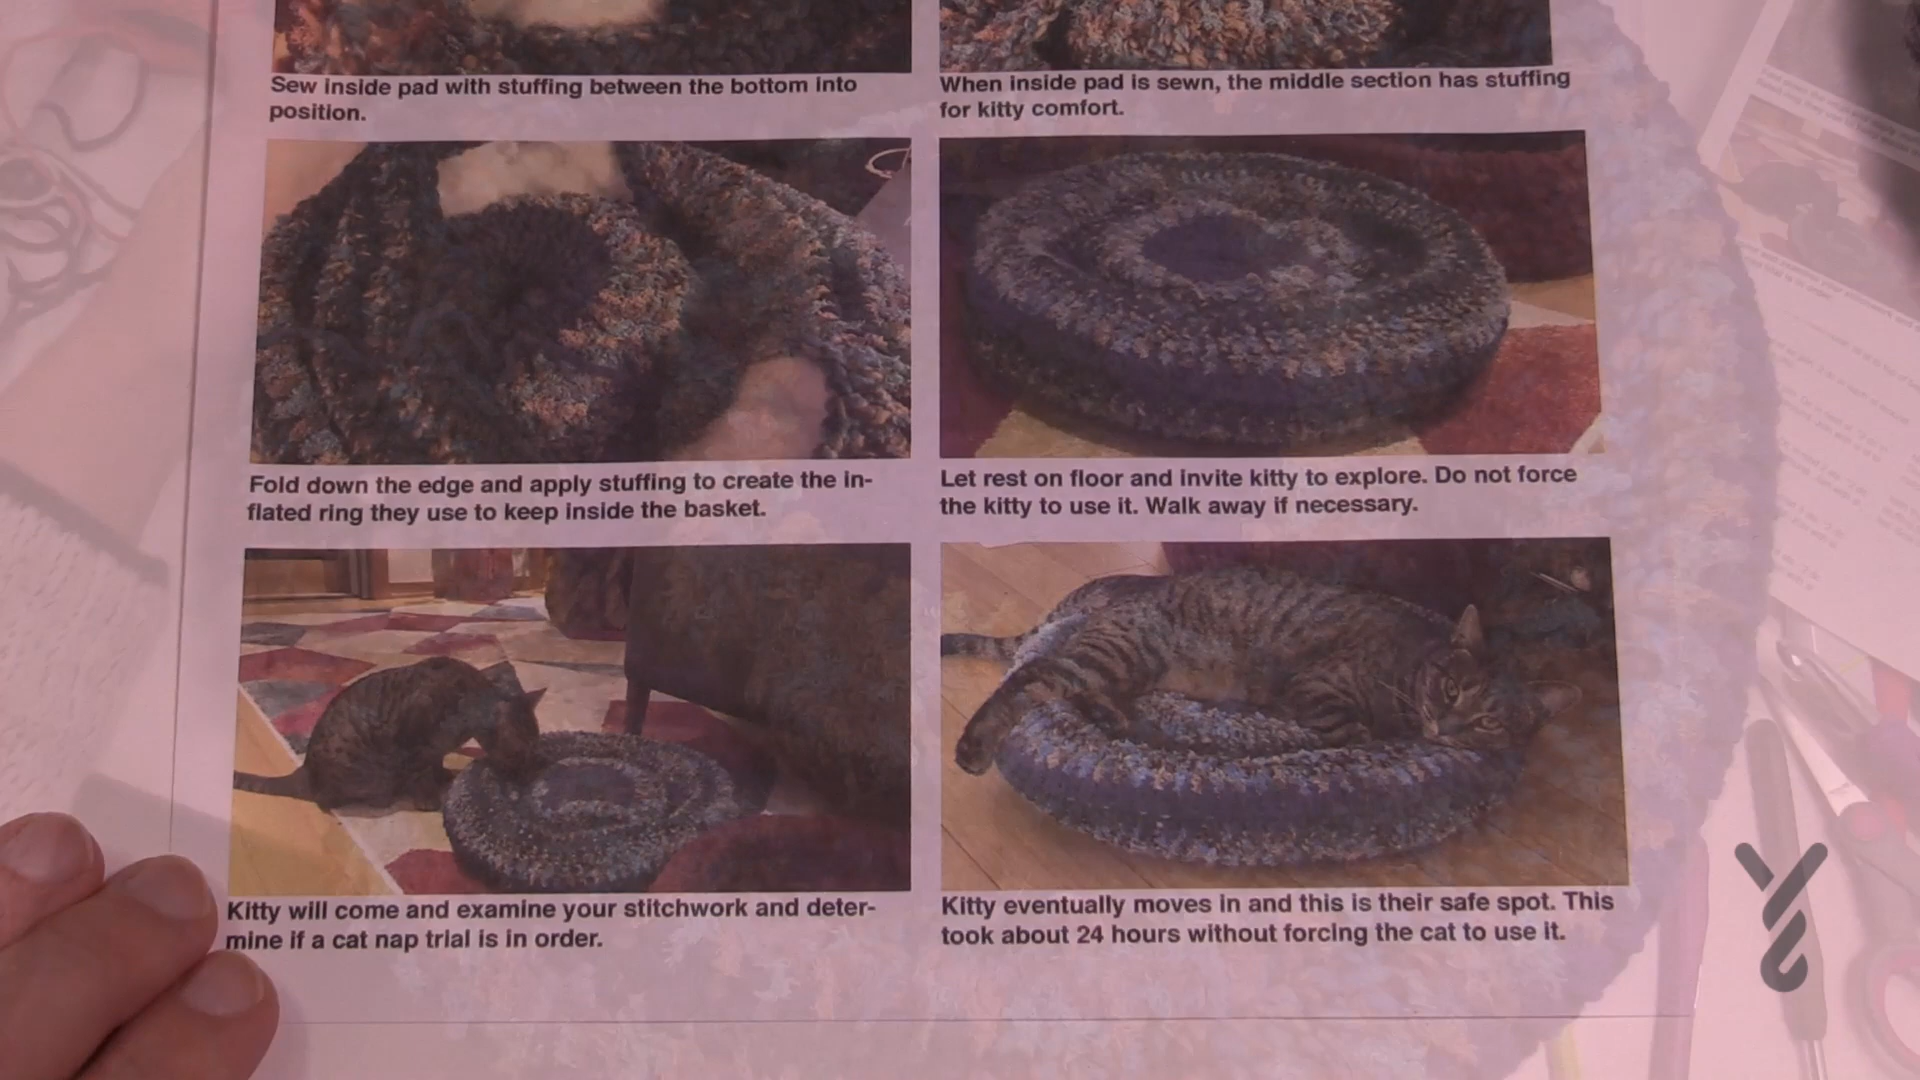 Sew inside pad with stuffing between the bottom into
position.
When inside pad is sewn, the middle section has stuffing
for kitty comfort.
Fold down the edge and apply stuffing to create the in-
flated ring they use to keep inside the basket.
Let rest on floor and invite kitty to explore. Do not force
the kitty to use it. Walk away if necessary.
Kitty will come and examine your stitchwork and deter-
mine if a cat nap trial is in order.
Kitty eventually moves in and this is their safe spot. This
took about 24 hours without forcing the cat to use it.